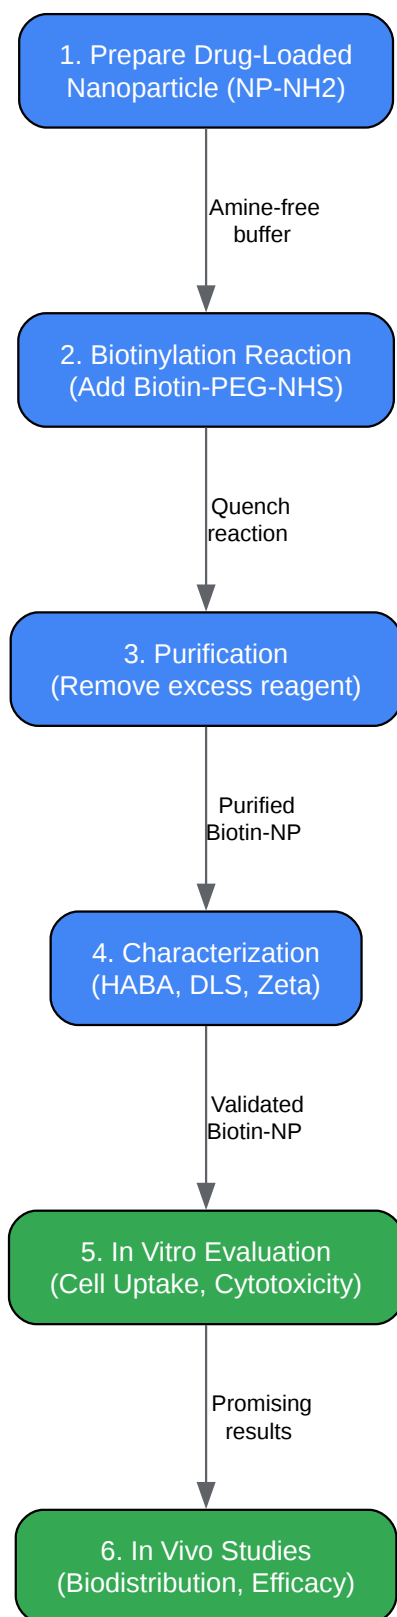 1. Prepare Drug-Loaded
Nanoparticle (NP-NH2)
Amine-free
buffer
2. Biotinylation Reaction
(Add Biotin-PEG-NHS)
Quench
reaction
3. Purification
(Remove excess reagent)
Purified
Biotin-NP
4. Characterization
(HABA, DLS, Zeta)
Validated
Biotin-NP
5. In Vitro Evaluation
(Cell Uptake, Cytotoxicity)
Promising
results
6. In Vivo Studies
(Biodistribution, Efficacy)